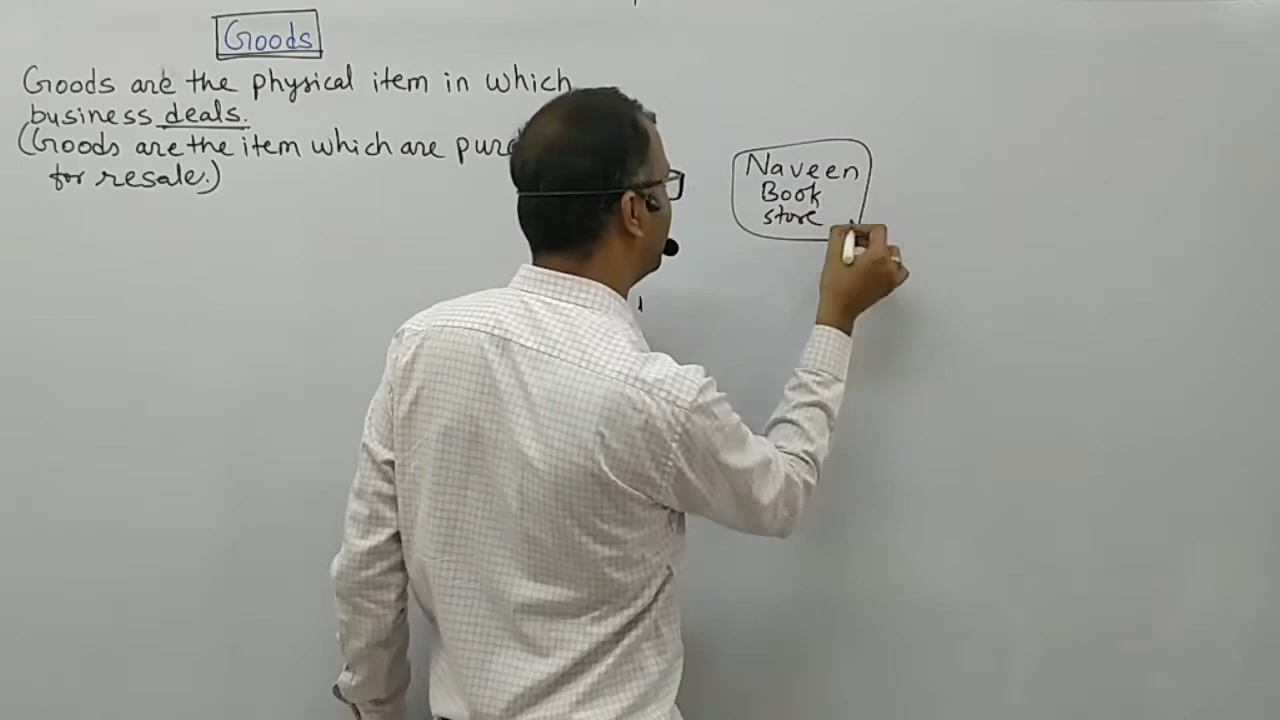 Goods
Goods are the physical item in which
business deals.
(Goods are the item which are
for resale.)
Naveen
Book
store